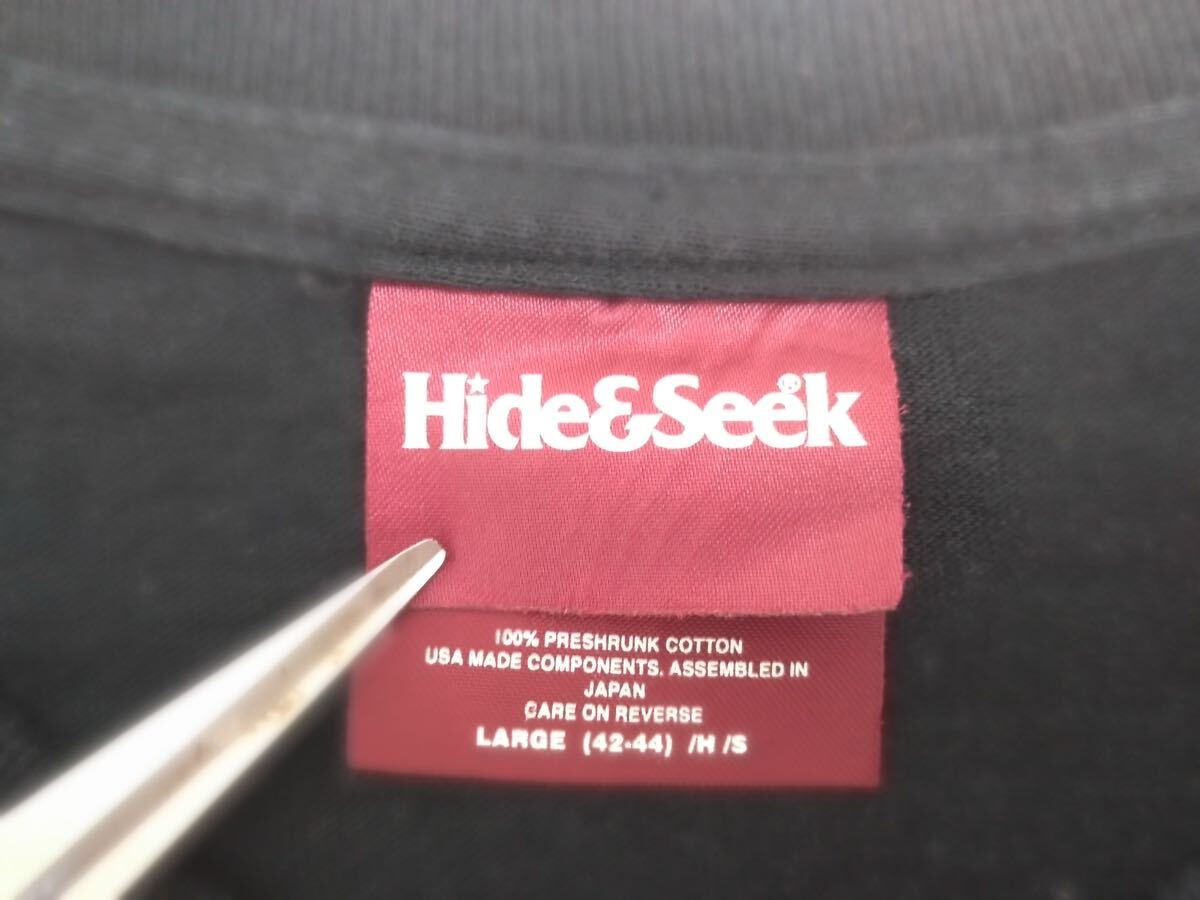 Hide&Seek®
100% PRESHRUNK COTTON
USA MADE COMPONENTS. ASSEMBLED IN
JAPAN
CARE ON REVERSE
LARGE (42-44) /H /S